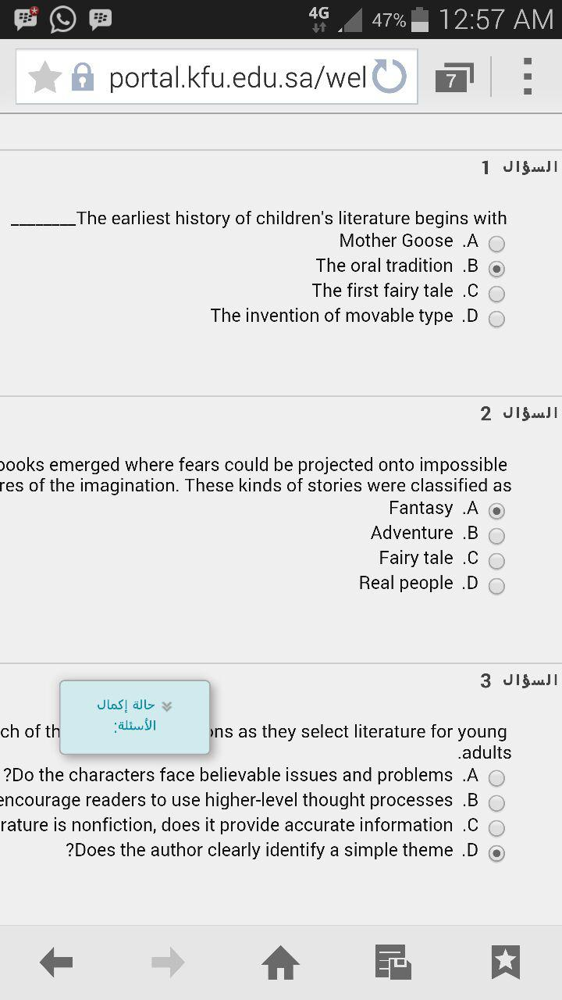 4G 47% 12:57 AM
portal.kfu.edu.sa/wel
7
السؤال 1
________The earliest history of children's literature begins with
Mother Goose .A
The oral tradition .B
The first fairy tale .C
The invention of movable type .D
السؤال 2
books emerged where fears could be projected onto impossible
res of the imagination. These kinds of stories were classified as
Fantasy .A
Adventure .B
Fairy tale .C
Real people .D
السؤال 3
حالة إكمال
الأسئلة:
ch of th ons as they select literature for young
.adults
?Do the characters face believable issues and problems .A
encourage readers to use higher-level thought processes .B
rature is nonfiction, does it provide accurate information .C
?Does the author clearly identify a simple theme .D